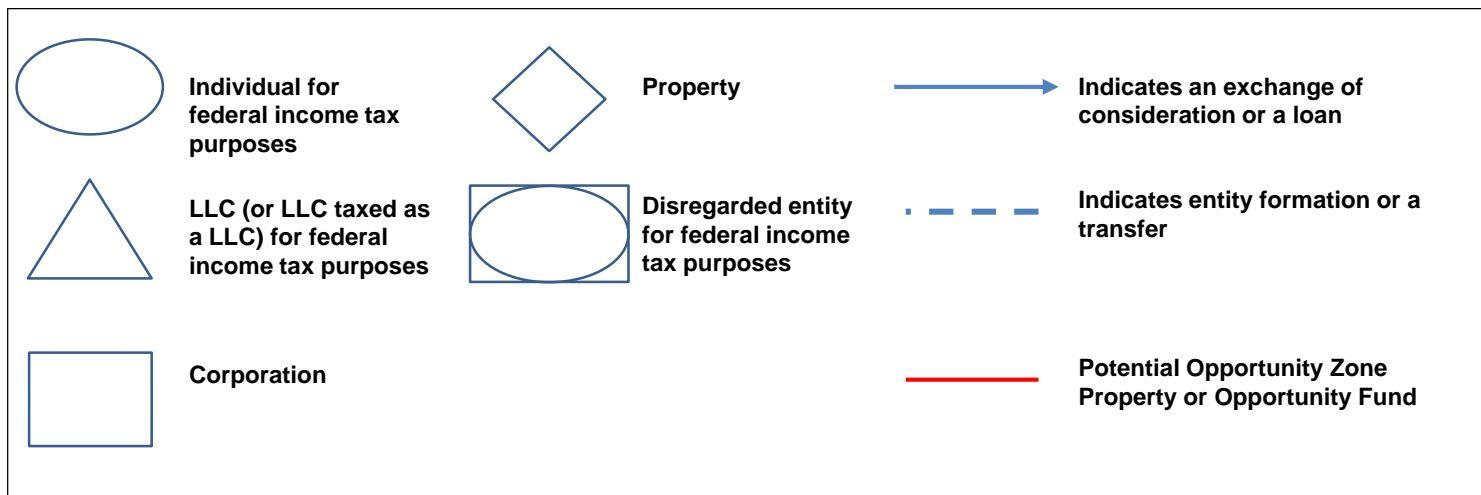 Individual for
federal income tax
purposes
Property
Indicates an exchange of
consideration or a loan
LLC (or LLC taxed as
a LLC) for federal
income tax purposes
Disregarded entity
for federal income
tax purposes
Indicates entity formation or a
transfer
Corporation
Potential Opportunity Zone
Property or Opportunity Fund